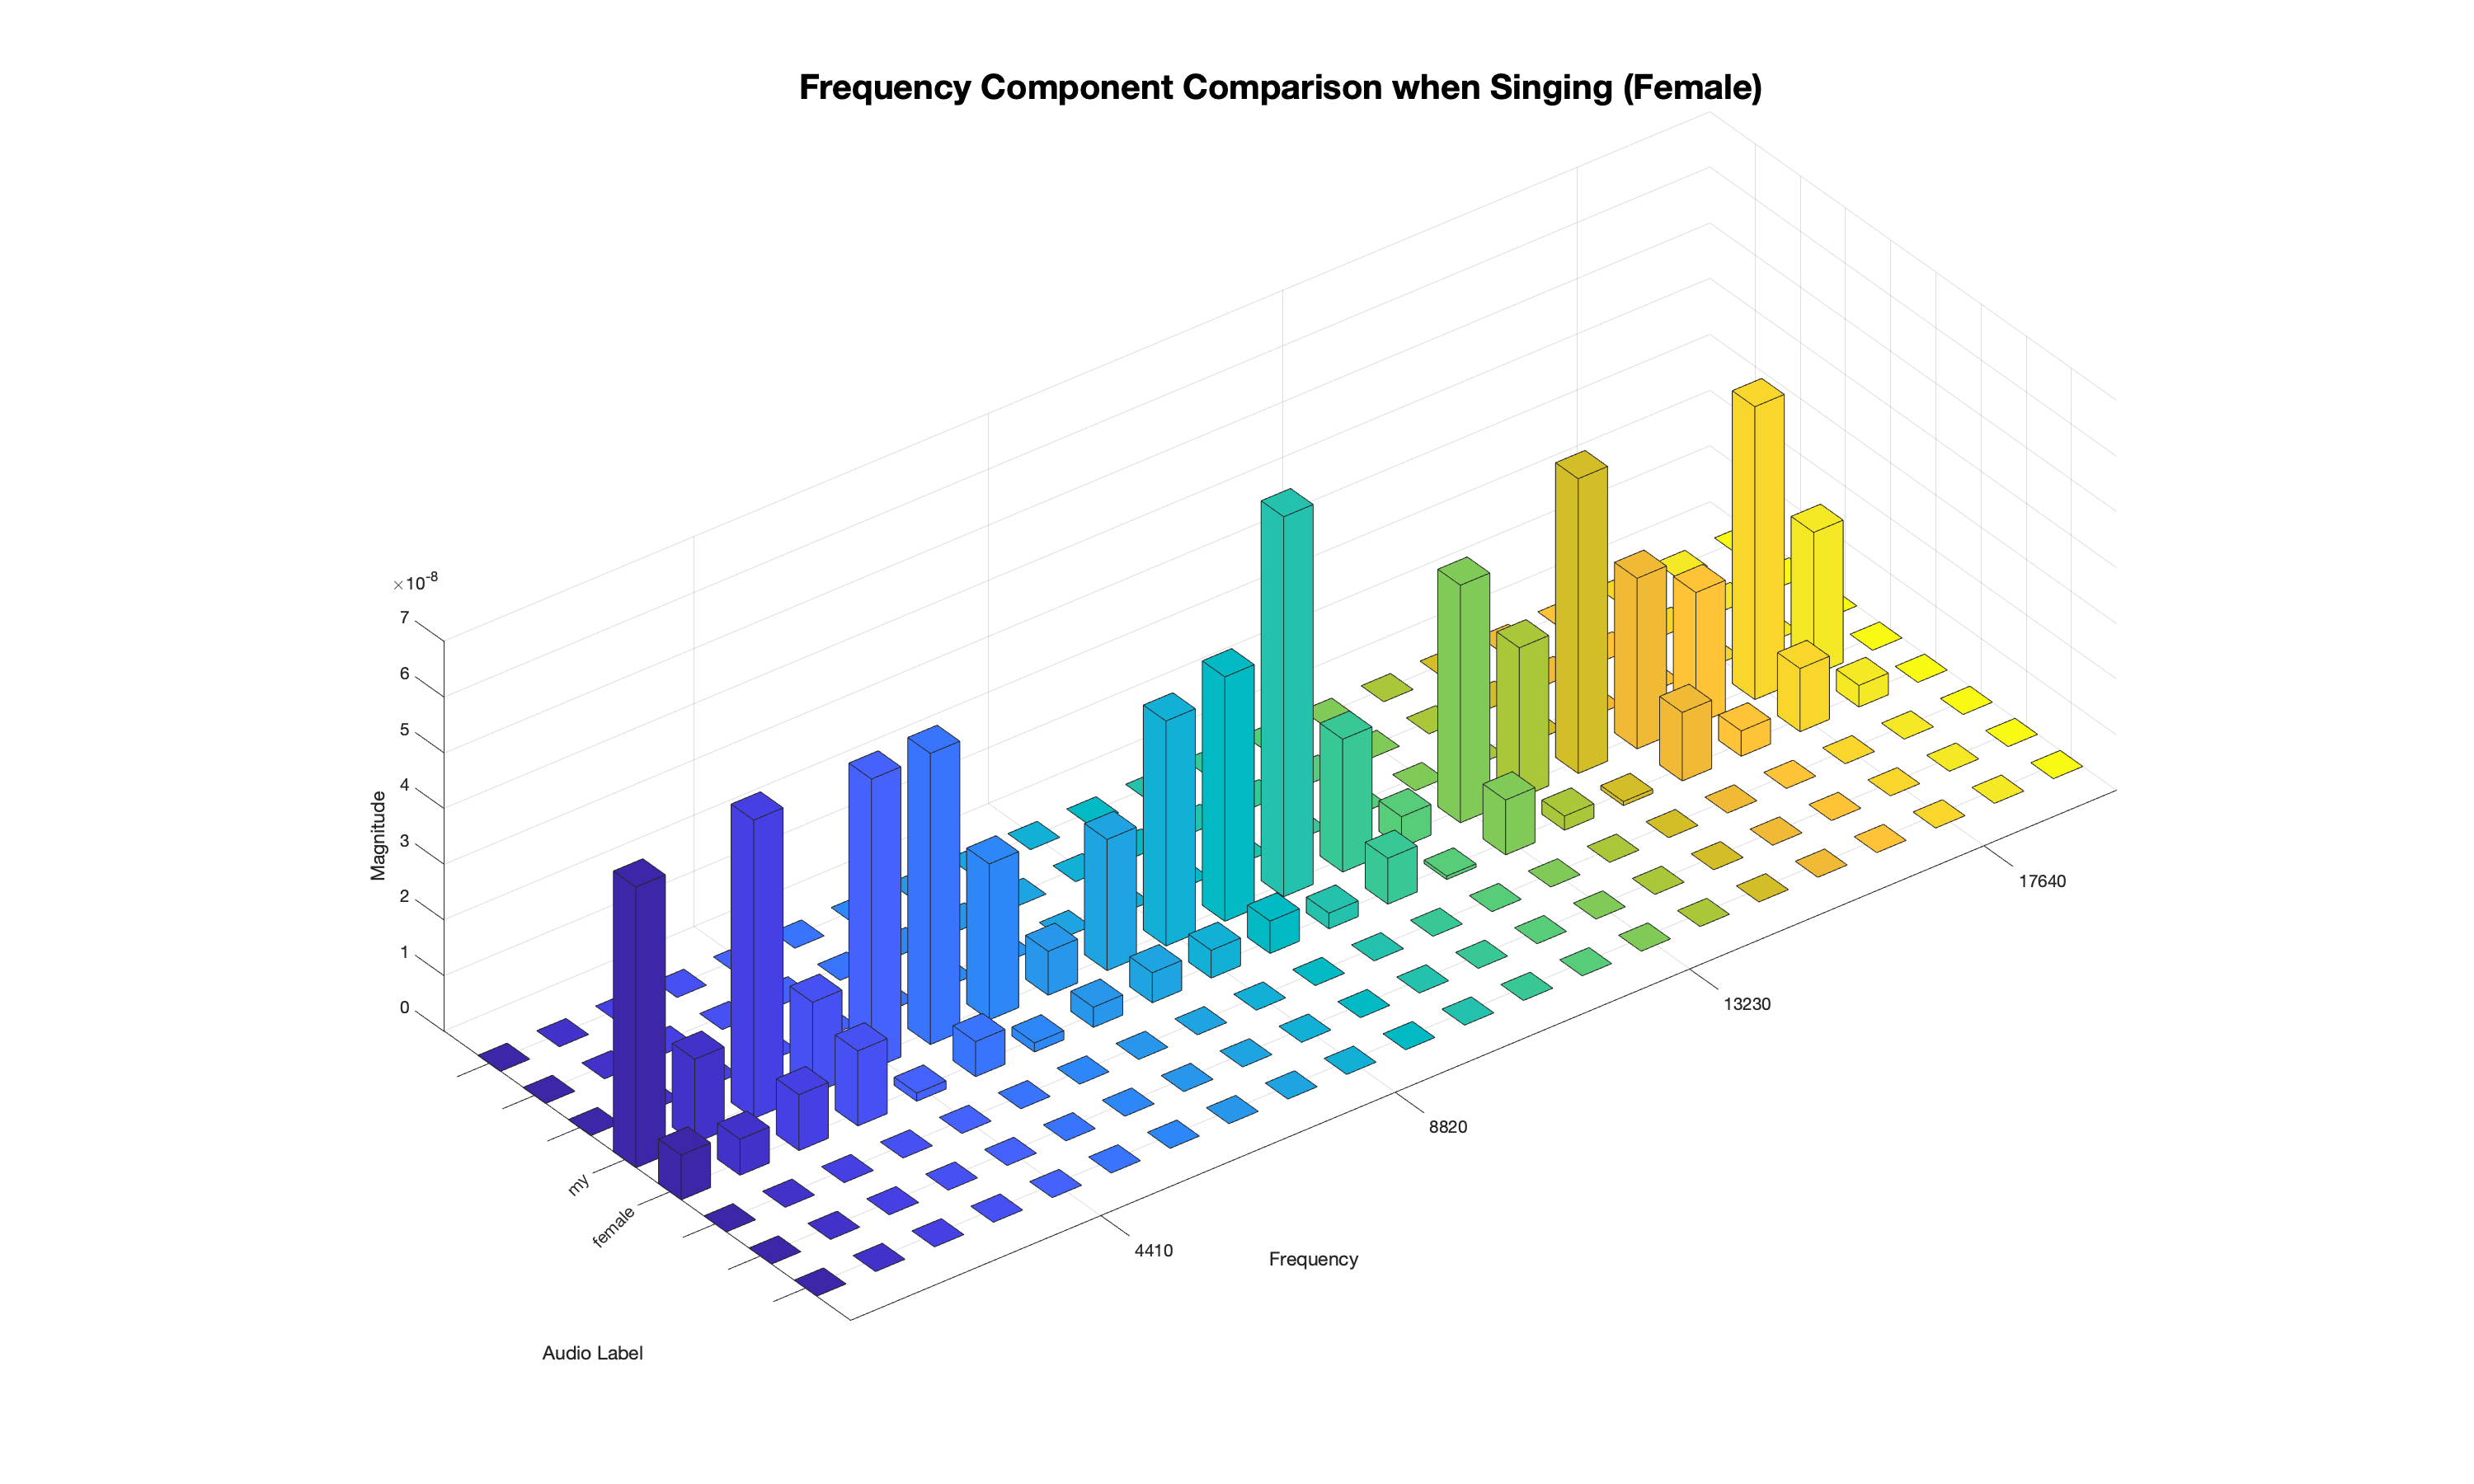 Frequency Component Comparison when Singing (Female)
×10-8
7
6
5
4
3
2
1
0
Magnitude
my
female
Audio Label
4410
8820
13230
17640
Frequency